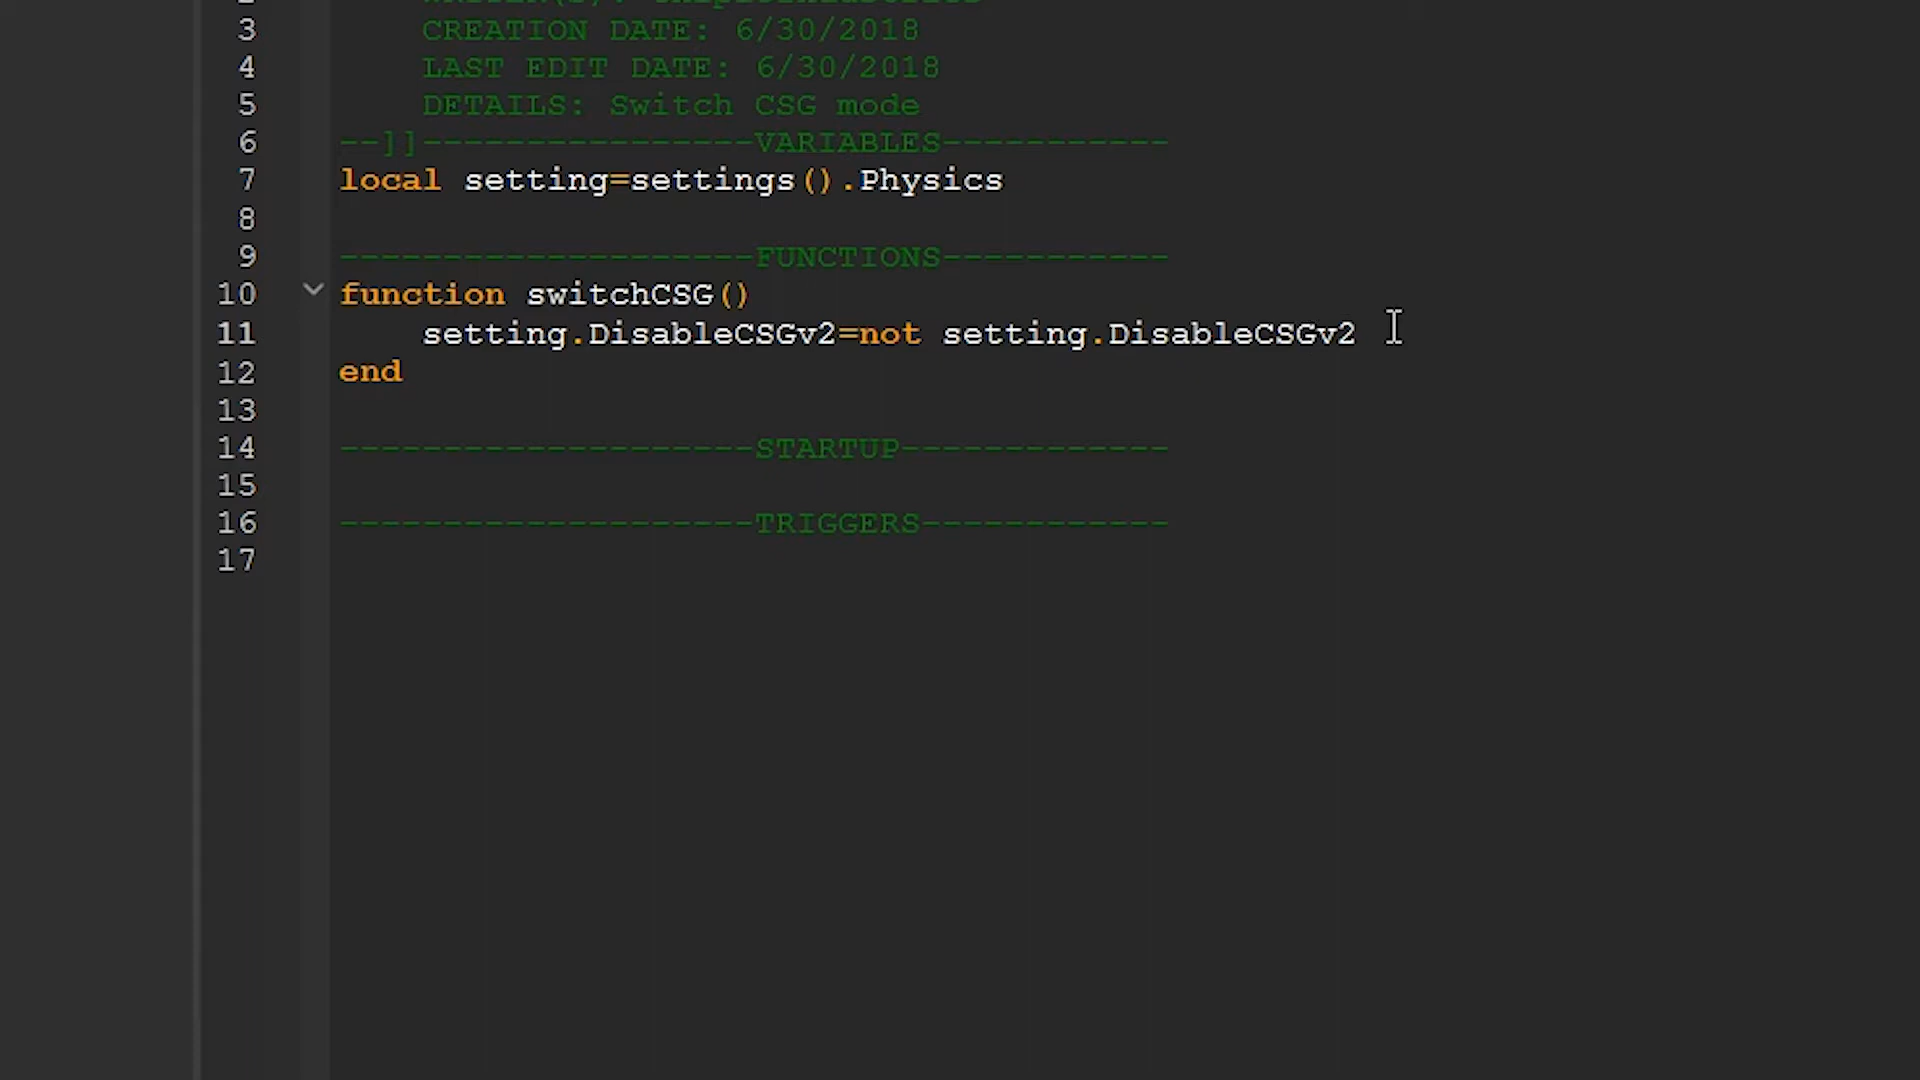 3 CREATION DATE: 6/30/2018
4 LAST EDIT DATE: 6/30/2018
5 DETAILS: Switch CSG mode
6 --]]----------------VARIABLES-----------
7 local setting=settings().Physics
8
9 --------------------FUNCTIONS-----------
10 function switchCSG()
11 setting.DisableCSGv2=not setting.DisableCSGv2
12 end
13
14 --------------------STARTUP-------------
15
16 --------------------TRIGGERS------------
17